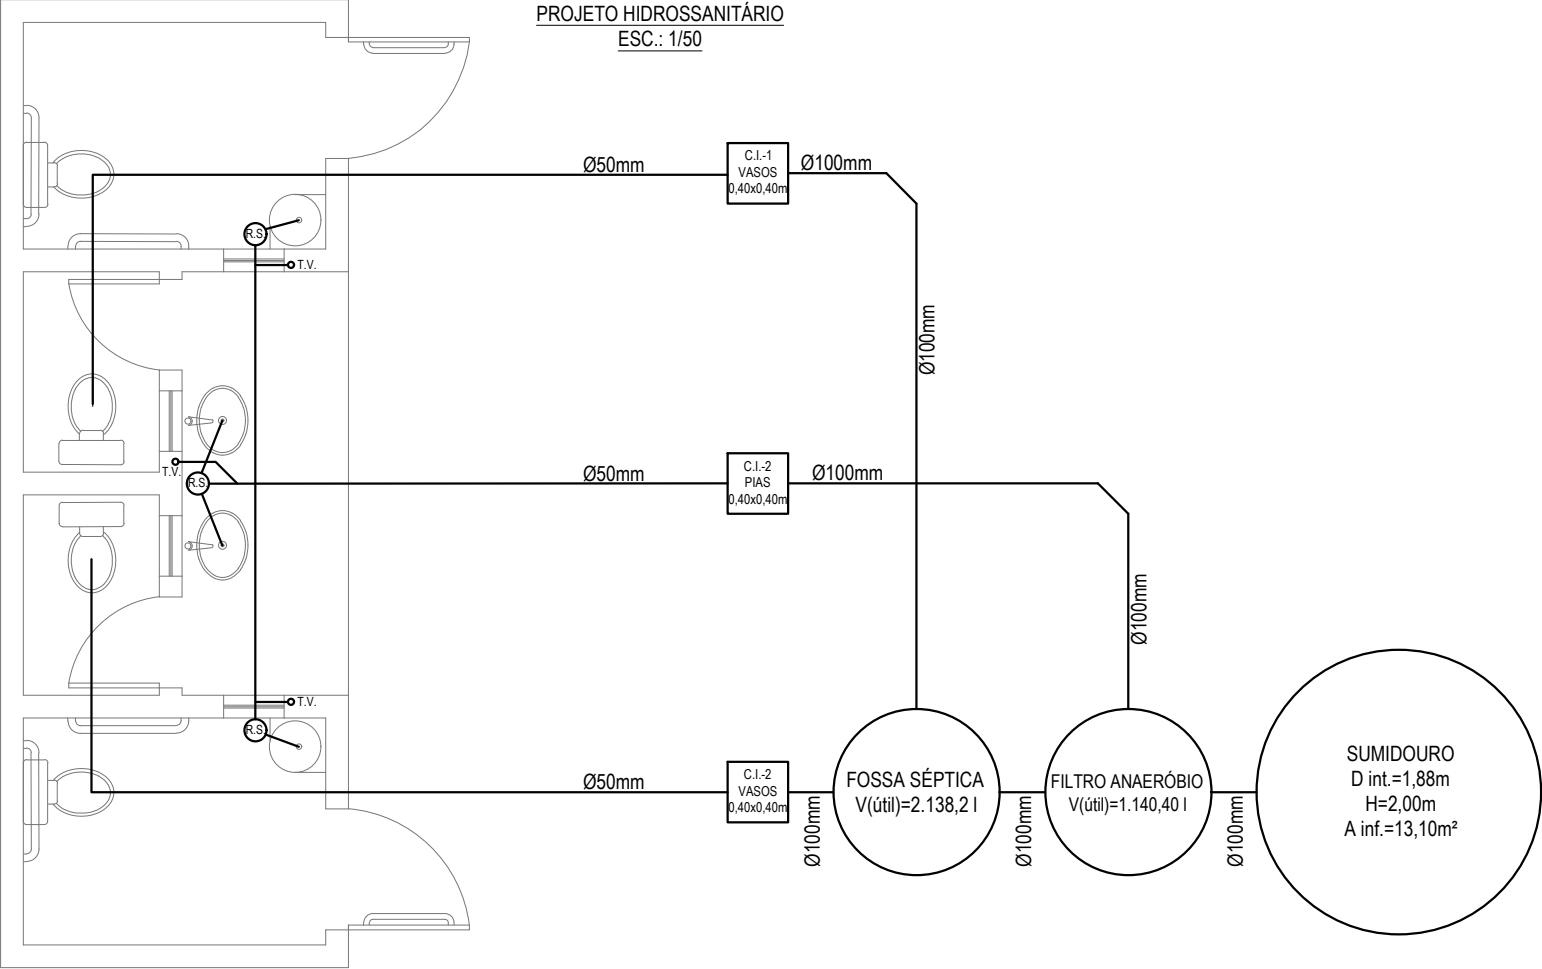 PROJETO HIDROSSANITÁRIO
ESC.: 1/50
Ø50mm
C.I.-1
VASOS
0,40x0,40m
Ø100mm
R.S.
T.V.
Ø100mm
T.V.
R.S.
Ø50mm
C.I.-2
PIAS
0,40x0,40m
Ø100mm
Ø100mm
T.V.
R.S.
Ø50mm
C.I.-2
VASOS
0,40x0,40m
Ø100mm
FOSSA SÉPTICA
V(útil)=2.138,2 l
Ø100mm
FILTRO ANAERÓBIO
V(útil)=1.140,40 l
Ø100mm
SUMIDOURO
D int.=1,88m
H=2,00m
A inf.=13,10m²